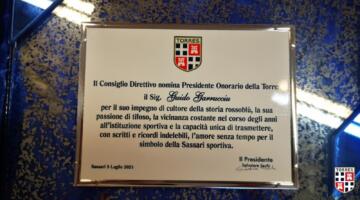 TORRES
Il Consiglio Direttivo nomina Presidente Onorario della Torres
il Sig. Guido Garrucciu
per il suo impegno di cultore della storia rossoblù, la sua
passione di tifoso, la vicinanza costante nel corso degli anni
all'istituzione sportiva e la capacità unica di trasmettere,
con scritti e ricordi indelebili, l'amore senza tempo per il
simbolo della Sassari sportiva.
Il Presidente
Salvatore Sechi
Sassari 5 Luglio 2021
TORRES